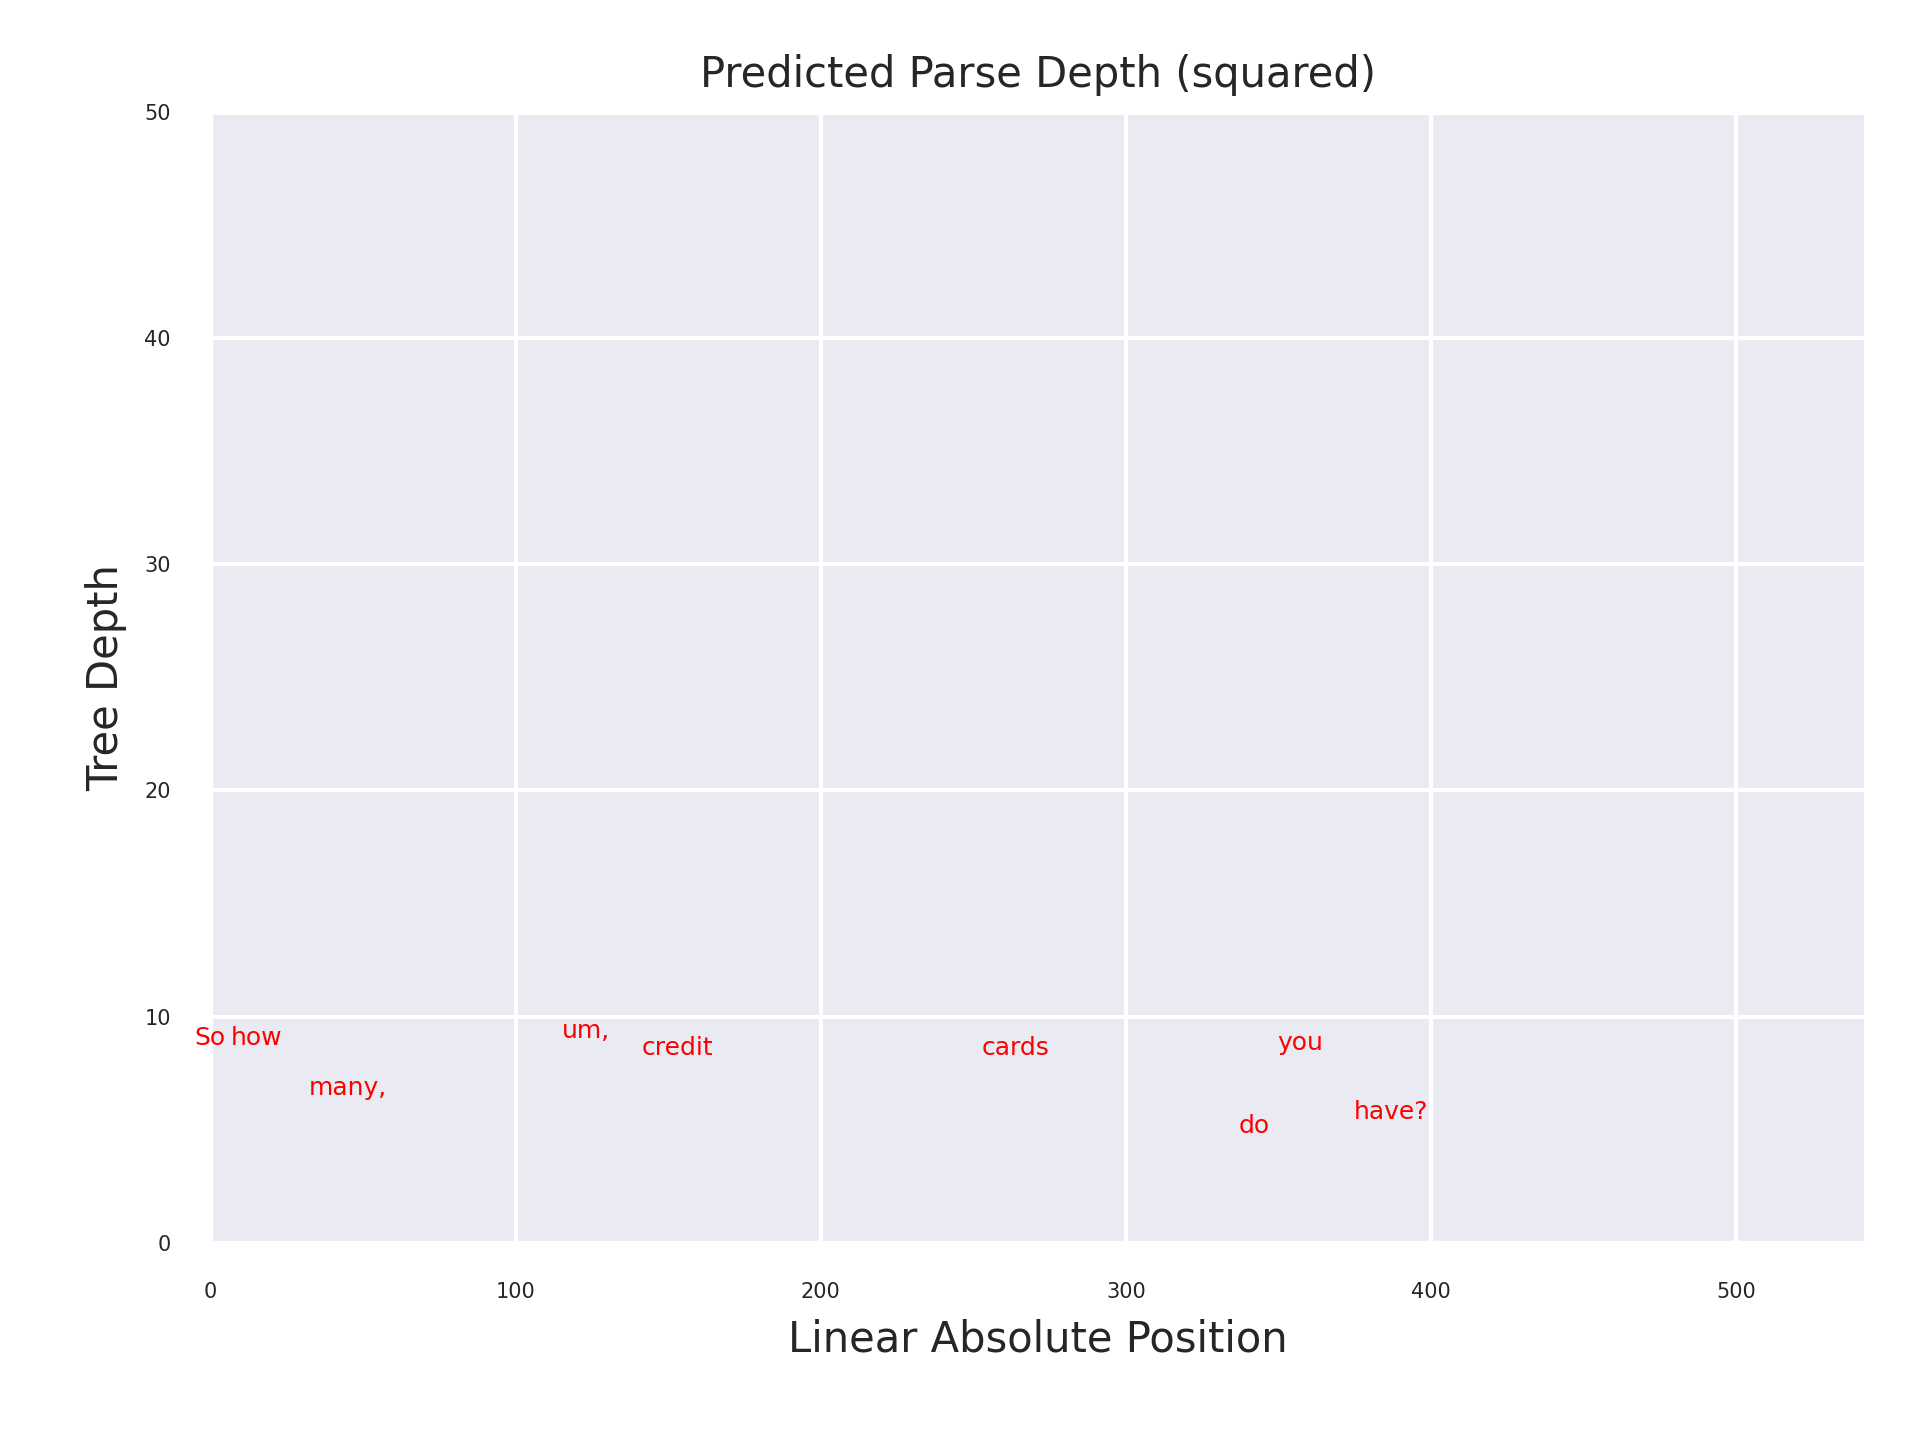 Predicted Parse Depth (squared)
50
40
30
20
10
0
Tree Depth
So how
many,
um,
credit
cards
do
you
have?
0 100 200 300 400 500
Linear Absolute Position